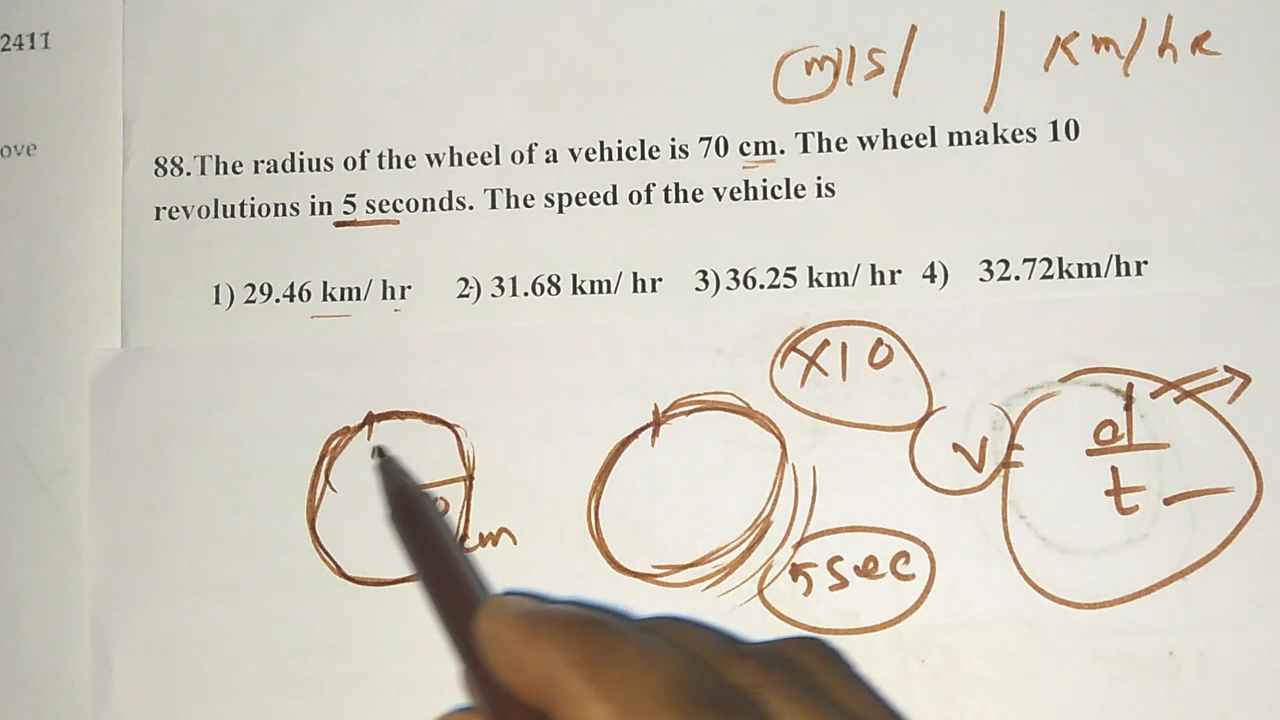 2411
m/s/ / Km/hr
ove
88.The radius of the wheel of a vehicle is 70 cm. The wheel makes 10
revolutions in 5 seconds. The speed of the vehicle is
1) 29.46 km/ hr 2) 31.68 km/ hr 3) 36.25 km/ hr 4) 32.72km/hr
X10
V = d
t
cm
5 sec